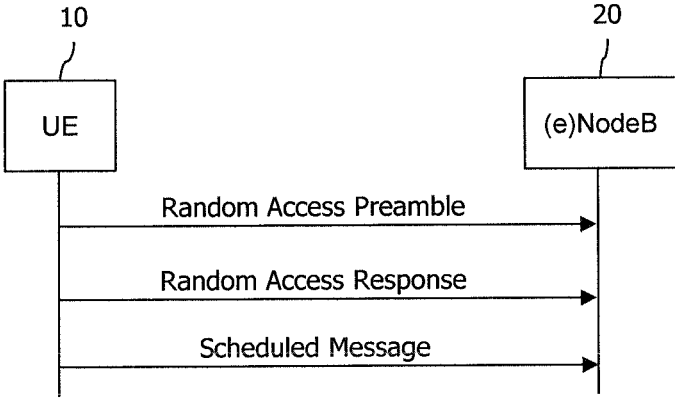 10
20
UE
(e)NodeB
Random Access Preamble
Random Access Response
Scheduled Message